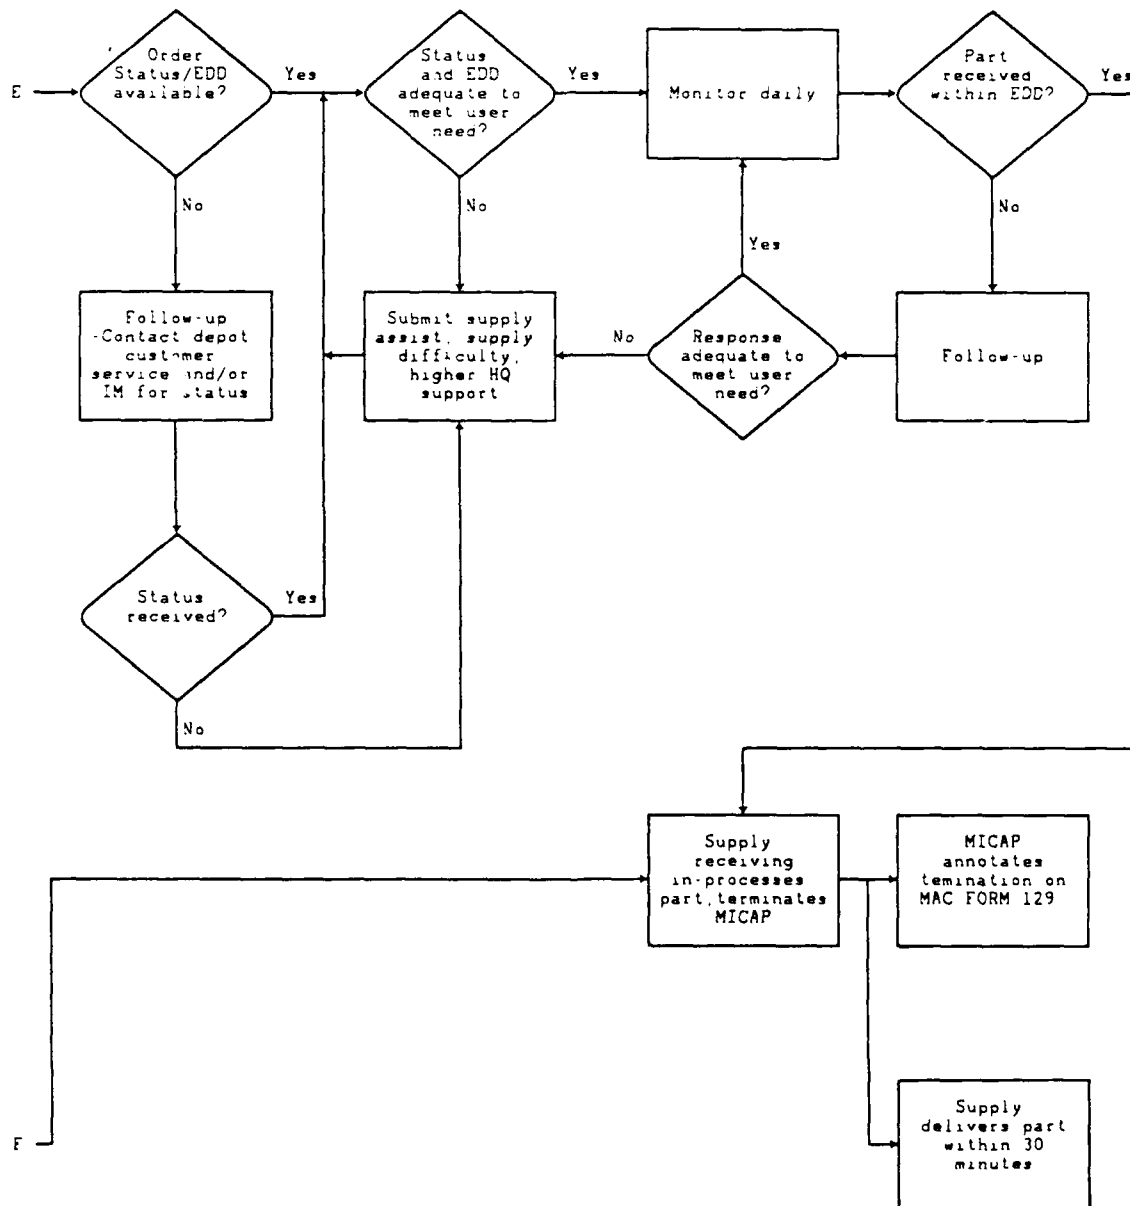 E
Order
Status/EDD
available?
Yes
No
Status
and EDD
adequate to
meet user
need?
Yes
No
Monitor daily
Part
received
within EDD?
Yes
No
Follow-up
-Contact depot
customer
service and/or
IM for status
Submit supply
assist, supply
difficulty,
higher HQ
support
No
Response
adequate to
meet user
need?
Yes
Follow-up
Status
received?
Yes
No
Supply
receiving
in-processes
part,terminates
MICAP
MICAP
annotates
temination on
MAC FORM 129
F
Supply
delivers part
within 30
minutes